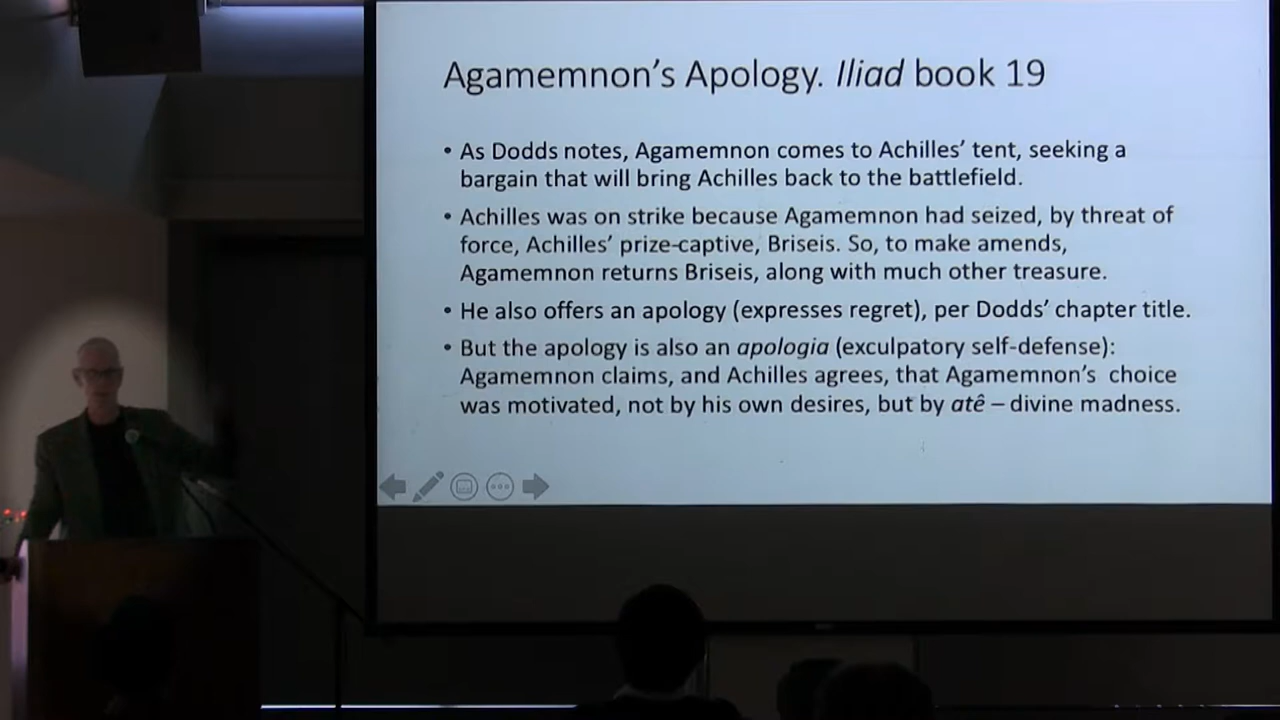 Agamemnon's Apology. Iliad book 19
• As Dodds notes, Agamemnon comes to Achilles' tent, seeking a
bargain that will bring Achilles back to the battlefield.
• Achilles was on strike because Agamemnon had seized, by threat of
force, Achilles' prize-captive, Briseis. So, to make amends,
Agamemnon returns Briseis, along with much other treasure.
• He also offers an apology (expresses regret), per Dodds' chapter title.
• But the apology is also an apologia (exculpatory self-defense):
Agamemnon claims, and Achilles agrees, that Agamemnon's choice
was motivated, not by his own desires, but by atê – divine madness.